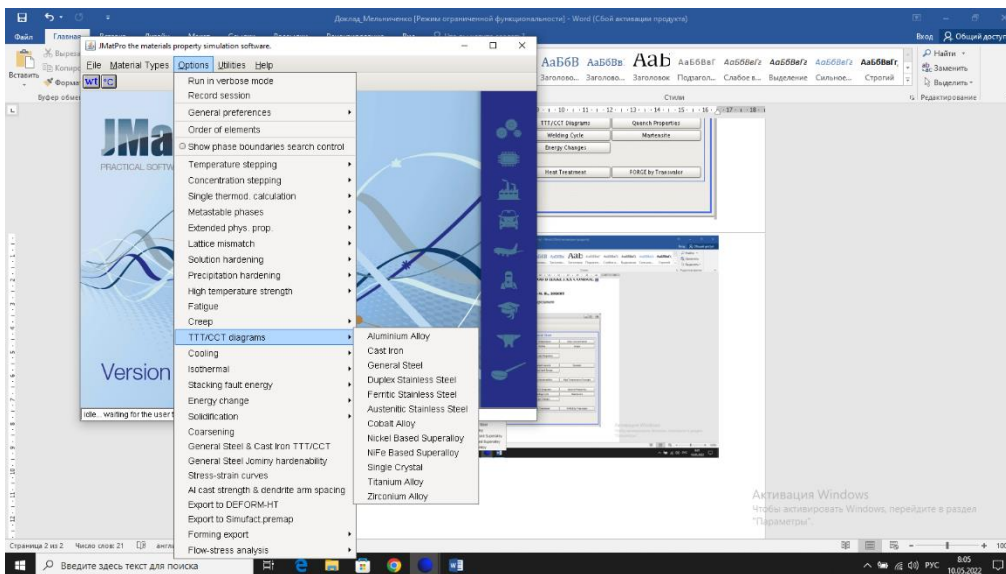 Доклад_Мельниченко [Режим ограниченной функциональности] - Word (Сбой активации продукта)
Файл
Вход
Общий доступ
Вставить
Буфер обмена
АаБбВ АаБбВв АаБ АаБбВвГ АаБбВвГг АаБбВвГг АаБбВвГг АаБбВвГг
Заголово... Заголово... Заголовок Подзагол... Слабое в... Выделение Сильное... Строгий
Стили
Найти
Заменить
Выделить
Редактирование
JMatPro the materials property simulation software.
File Material Types Options Utilities Help
wt °C
JMa
PRACTICAL SOFTW
Version
idle... waiting for the user t
Run in verbose mode
Record session
General preferences
Order of elements
Show phase boundaries search control
Temperature stepping
Concentration stepping
Single thermod. calculation
Metastable phases
Extended phys. prop.
Lattice mismatch
Solution hardening
Precipitation hardening
High temperature strength
Fatigue
Creep
TTT/CCT diagrams
Cooling
Isothermal
Stacking fault energy
Energy change
Solidification
Coarsening
General Steel & Cast Iron TTT/CCT
General Steel Jominy hardenability
Stress-strain curves
Al cast strength & dendrite arm spacing
Export to DEFORM-HT
Export to Simufact.premap
Forming export
Flow-stress analysis
Aluminium Alloy
Cast Iron
General Steel
Duplex Stainless Steel
Ferritic Stainless Steel
Austenitic Stainless Steel
Cobalt Alloy
Nickel Based Superalloy
NiFe Based Superalloy
Single Crystal
Titanium Alloy
Zirconium Alloy
TTT/CCT Diagrams Quench Properties
Welding Cycle Martensite
Energy Changes
Heat Treatment FORGE by Transvalor
Активация Windows
Чтобы активировать Windows, перейдите в раздел
"Параметры".
Страница 2 из 2 Число слов: 21 англи
100
Введите здесь текст для поиска
РУС
8:05
10.05.2022